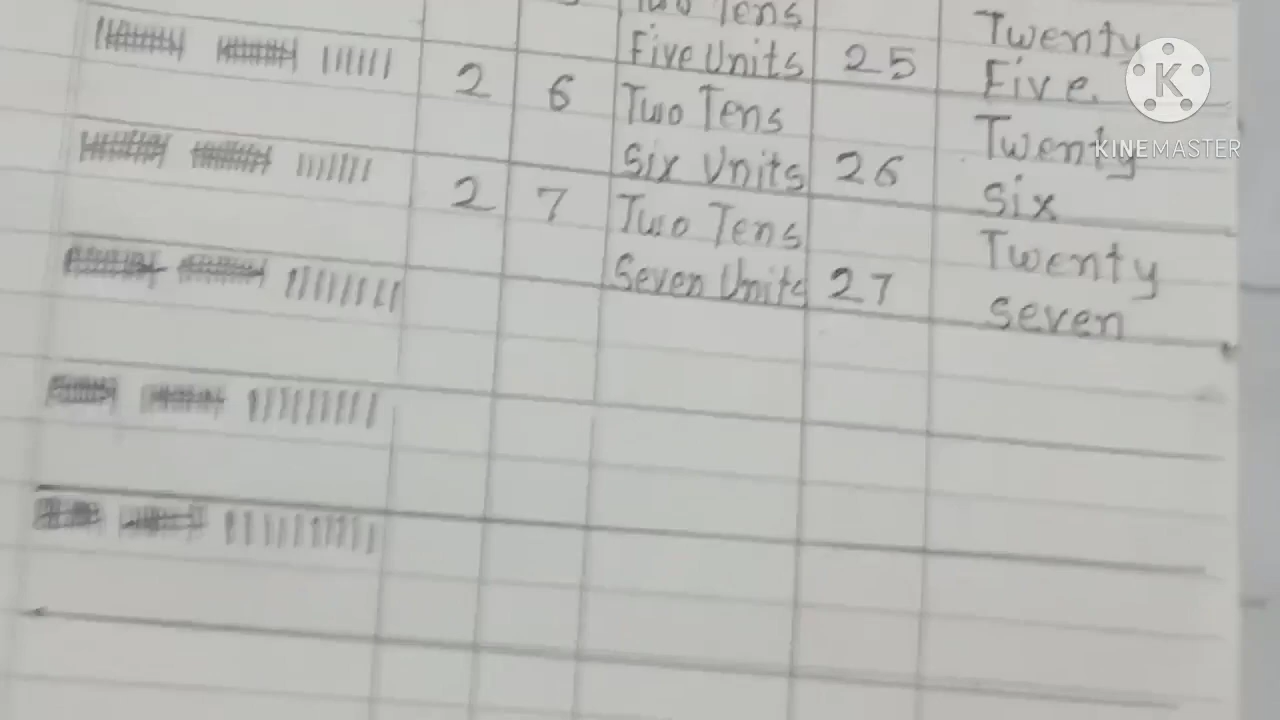 Two Tens
Five Units 25 Twenty Five.
2 6 Two Tens
Six Units 26 Twenty Six
2 7 Two Tens
Seven Units 27 Twenty Seven
K
KINEMASTER